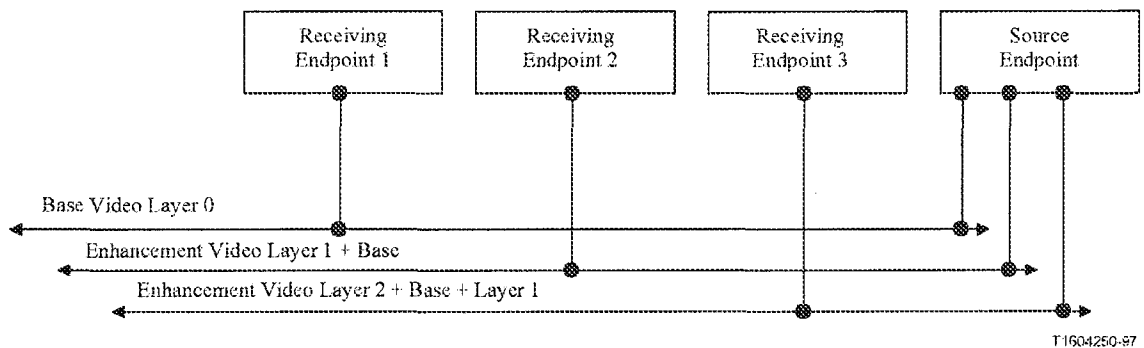 Receiving
Endpoint 1
Receiving
Endpoint 2
Receiving
Endpoint 3
Source
Endpoint
Base Video Layer 0
Enhancement Video Layer 1 + Base
Enhancement Video Layer 2 + Base + Layer 1
T1604250-97